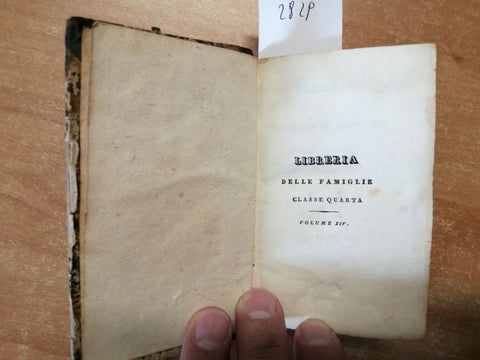 2829
LIBRERIA
DELLE FAMIGLIE
CLASSE QUARTA
VOLUME XIV.